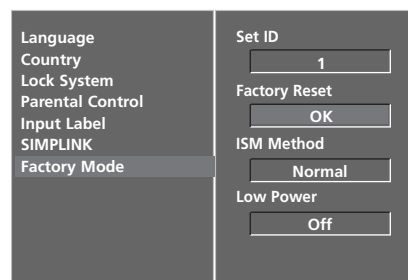 Language
Country
Lock System
Parental Control
Input Label
SIMPLINK
Factory Mode
Set ID
1
Factory Reset
OK
ISM Method
Normal
Low Power
Off